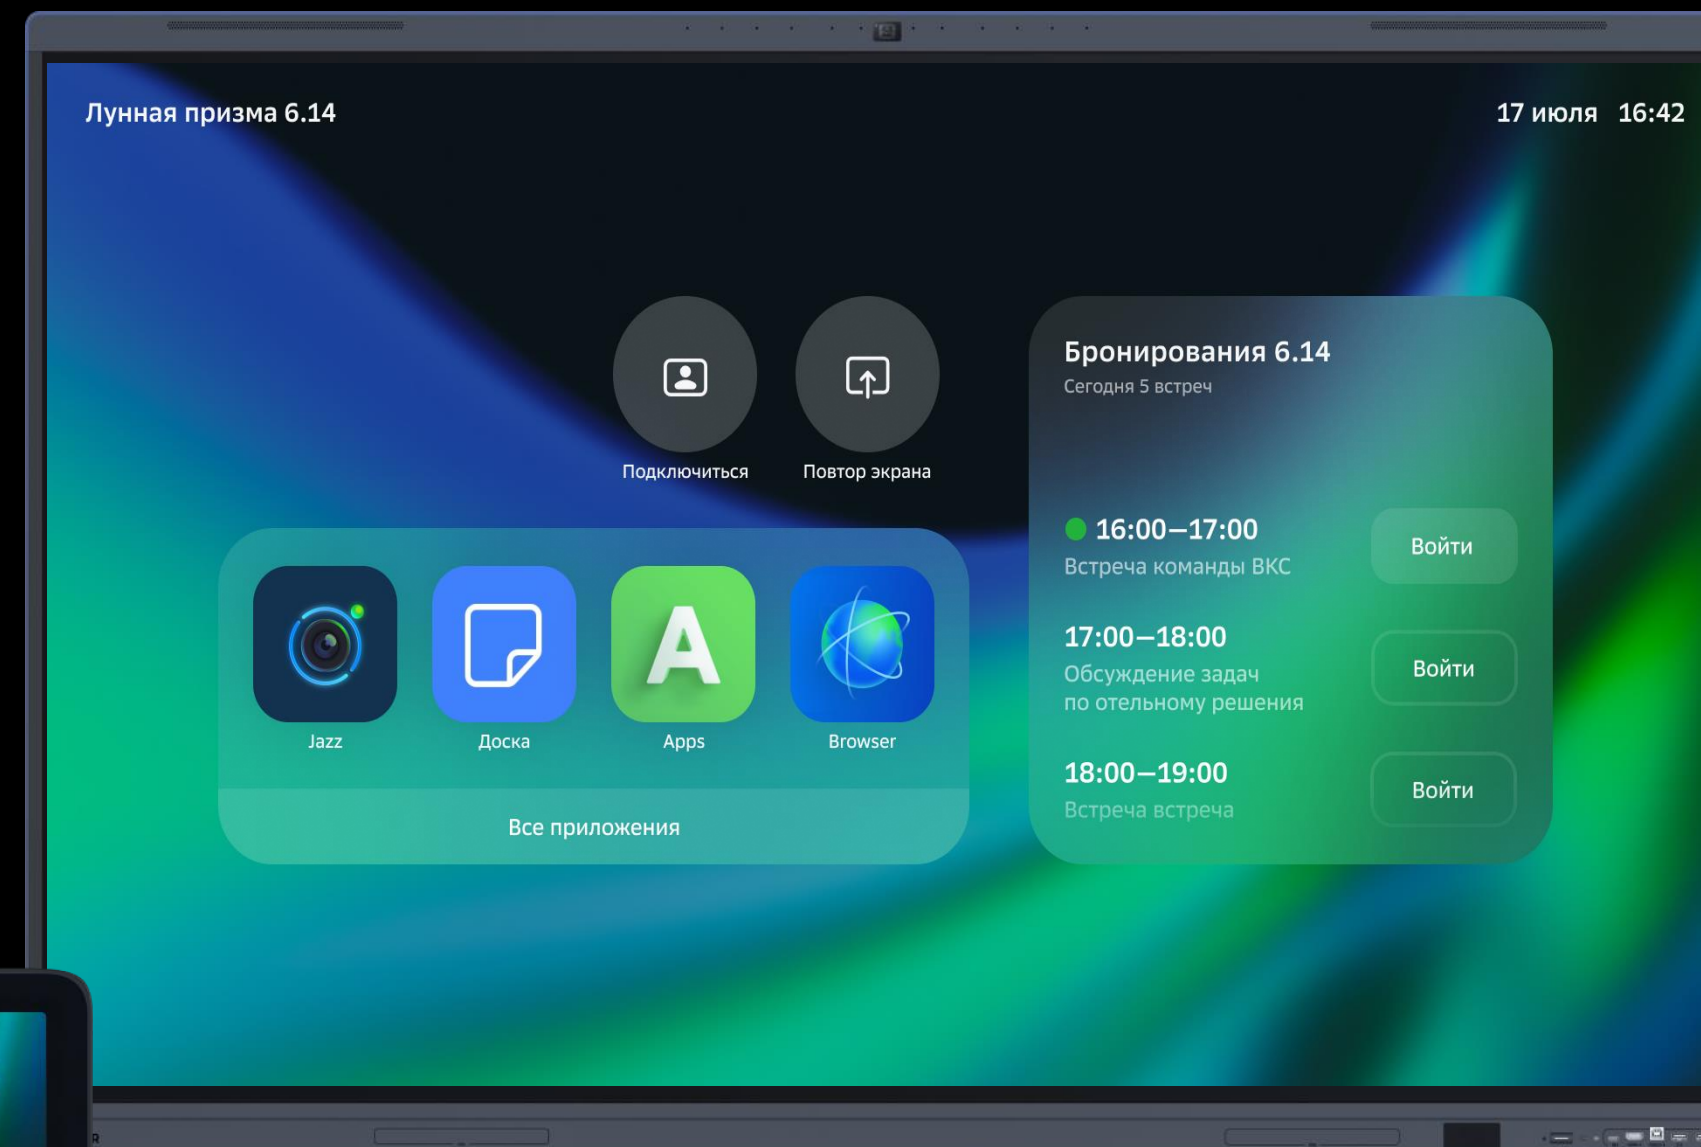 Лунная призма 6.14
17 июля 16:42
Подключиться
Повтор экрана
Бронирования 6.14
Сегодня 5 встреч
16:00—17:00
Встреча команды ВКС
Войти
17:00—18:00
Обсуждение задач
по отельному решения
Войти
18:00—19:00
Встреча встреча
Войти
Jazz
Доска
Apps
Browser
Все приложения